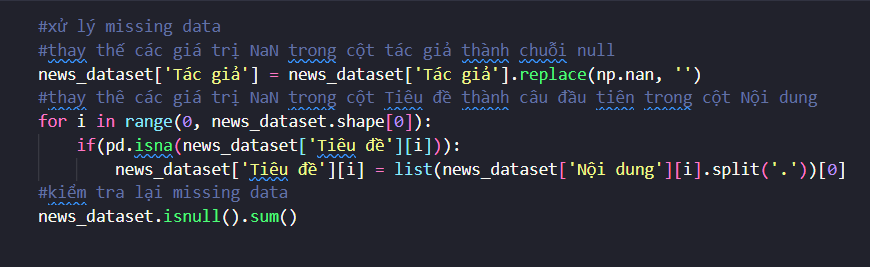 #xử lý missing data
#thay thế các giá trị NaN trong cột tác giả thành chuỗi null
news_dataset['Tác giả'] = news_dataset['Tác giả'].replace(np.nan, '')
#thay thê các giá trị NaN trong cột Tiêu đề thành câu đầu tiên trong cột Nội dung
for i in range(0, news_dataset.shape[0]):
    if(pd.isna(news_dataset['Tiêu đề'][i])):
        news_dataset['Tiêu đề'][i] = list(news_dataset['Nội dung'][i].split('.'))[0]
#kiểm tra lại missing data
news_dataset.isnull().sum()